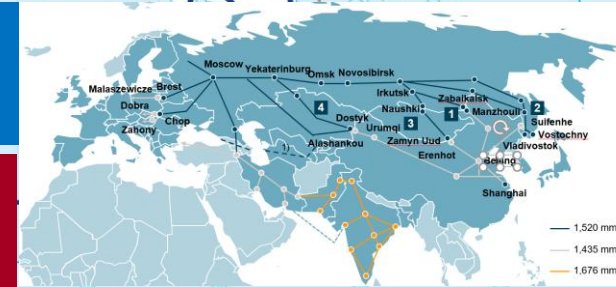 Moscow
Yekaterinburg
Omsk
Novosibirsk
Malaszewicze
Brest
Dobra
Zahony
Chop
Irkutsk
Naushki
Zabaikalsk
Manzhouli
1
2
3
4
Suifenhe
Vostochny
Vladivostok
Dostyk
Urumqi
Alashankou
Zamyn Uud
Erenhot
Beijing
Shanghai
1)
1,520 mm
1,435 mm
1,676 mm